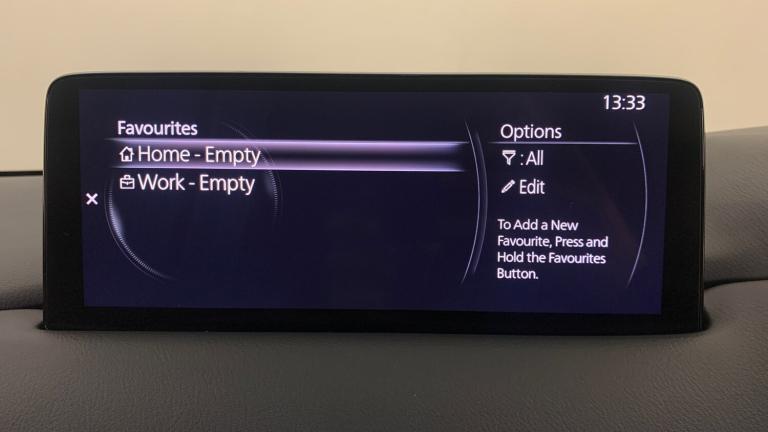 13:33
Favourites
Home - Empty
Work - Empty
Options
: All
Edit
To Add a New
Favourite, Press and
Hold the Favourites
Button.